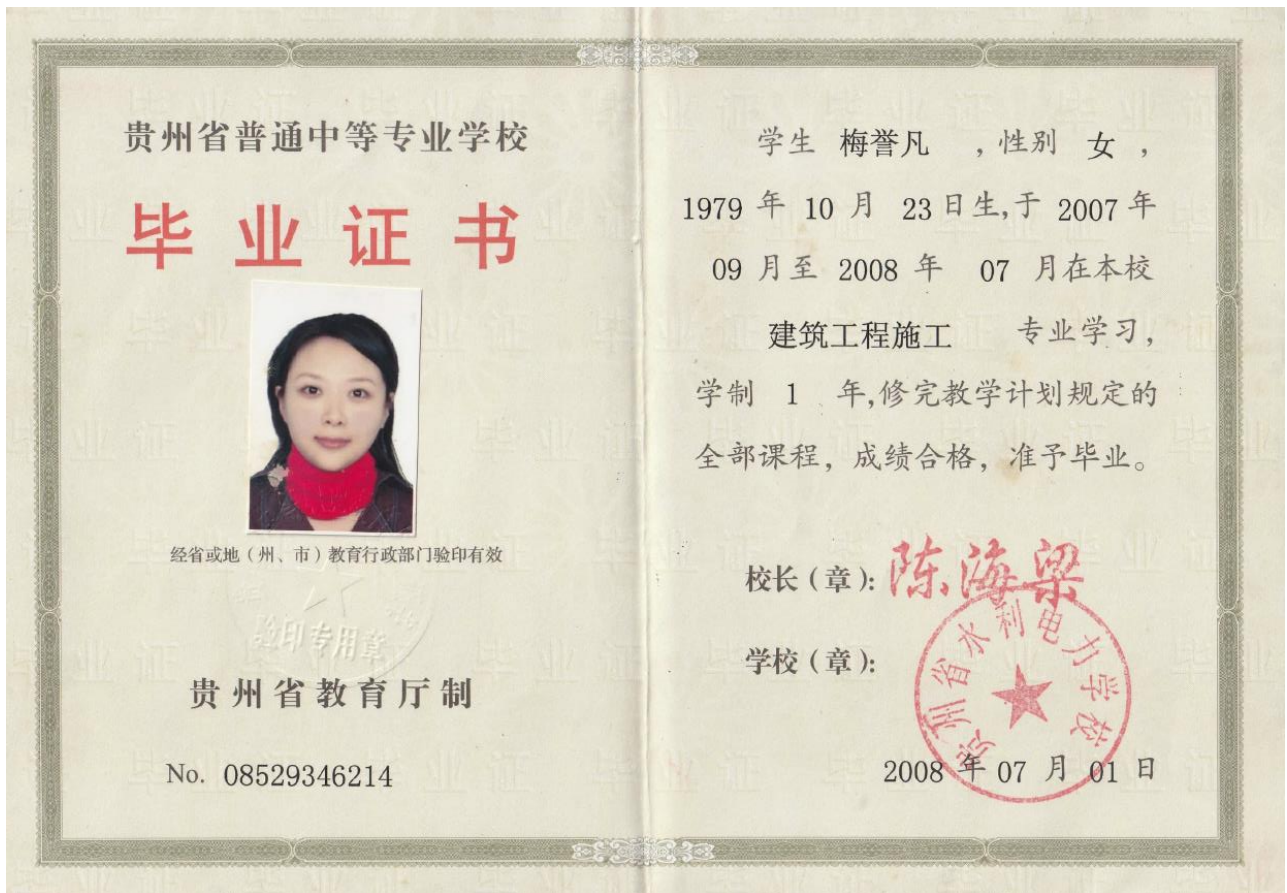 贵州省普通中等专业学校
毕业证书
经省或地（州、市）教育行政部门验印有效
验印专用章
贵州省教育厅制
No. 08529346214
学生 梅誉凡 ，性别 女 ，
1979 年 10 月 23 日生,于 2007 年
09 月至 2008 年 07 月在本校
建筑工程施工 专业学习，
学制 1 年,修完教学计划规定的
全部课程，成绩合格，准予毕业。
校长（章）：陈海梁
学校（章）：
贵州省水利电力学校
2008 年 07 月 01 日